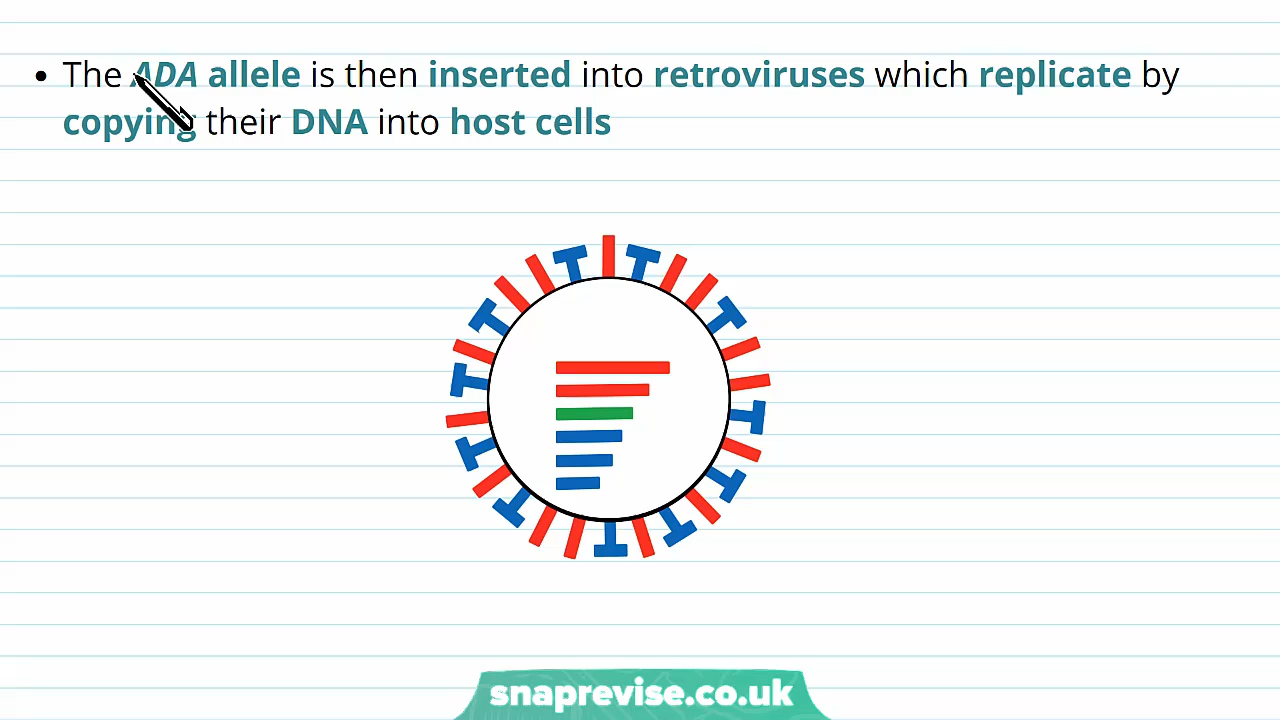 The ADA allele is then inserted into retroviruses which replicate by
copying their DNA into host cells
snaprevise.co.uk